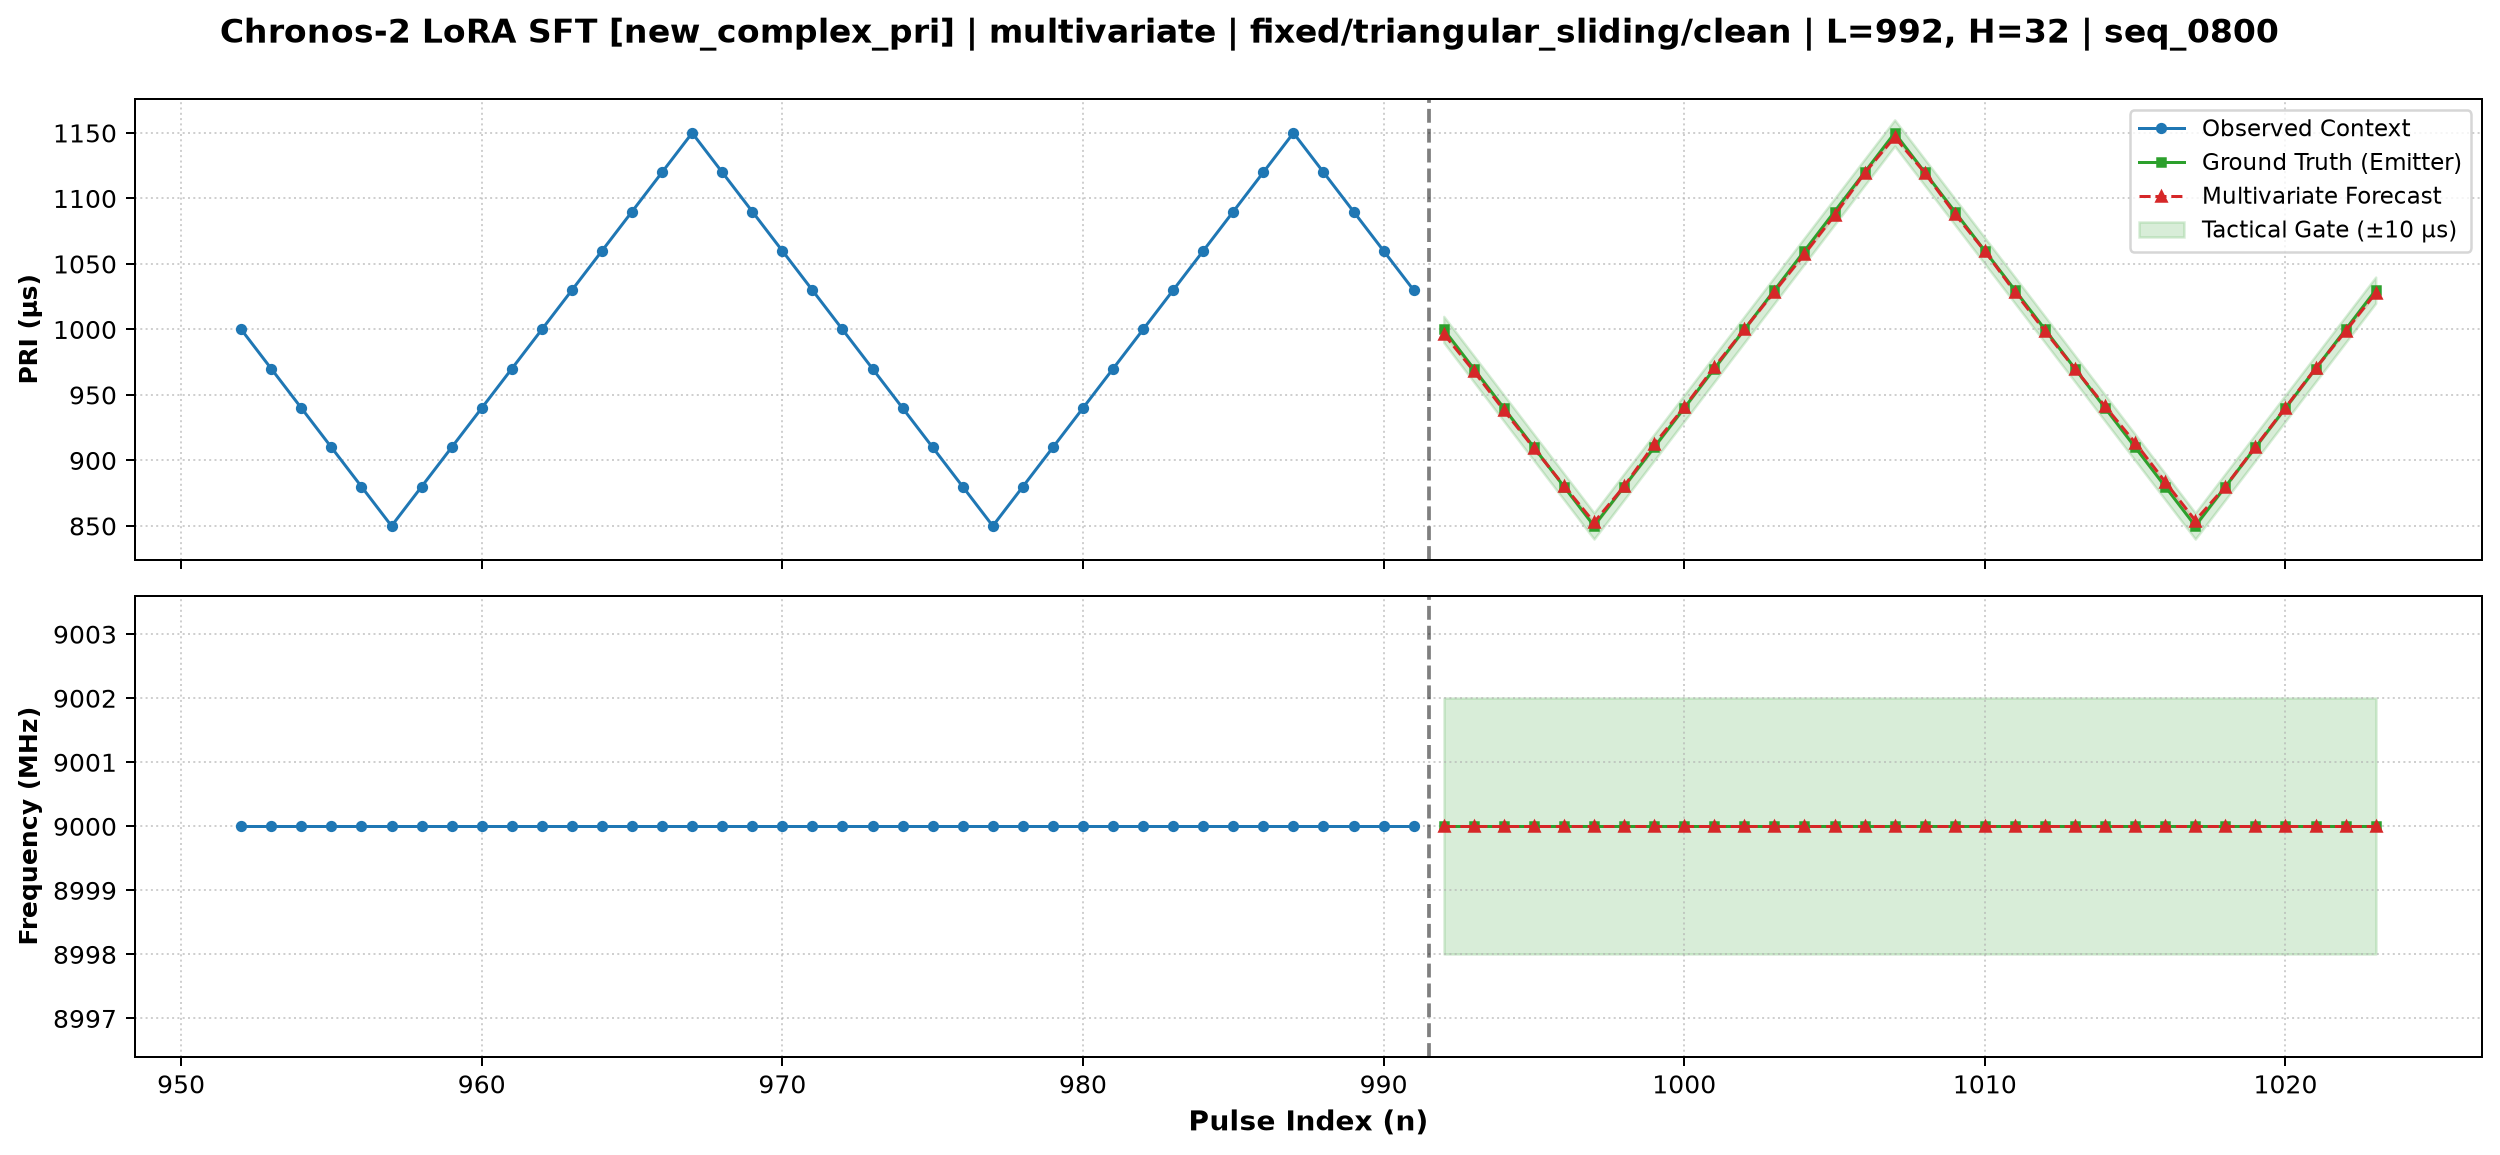 Chronos-2 LoRA SFT [new_complex_pri] | multivariate | fixed/triangular_sliding/clean | L=992, H=32 | seq_0800
PRI (µs)
1150
1100
1050
1000
950
900
850
Observed Context
Ground Truth (Emitter)
Multivariate Forecast
Tactical Gate (±10 µs)
Frequency (MHz)
9003
9002
9001
9000
8999
8998
8997
950
960
970
980
990
1000
1010
1020
Pulse Index (n)